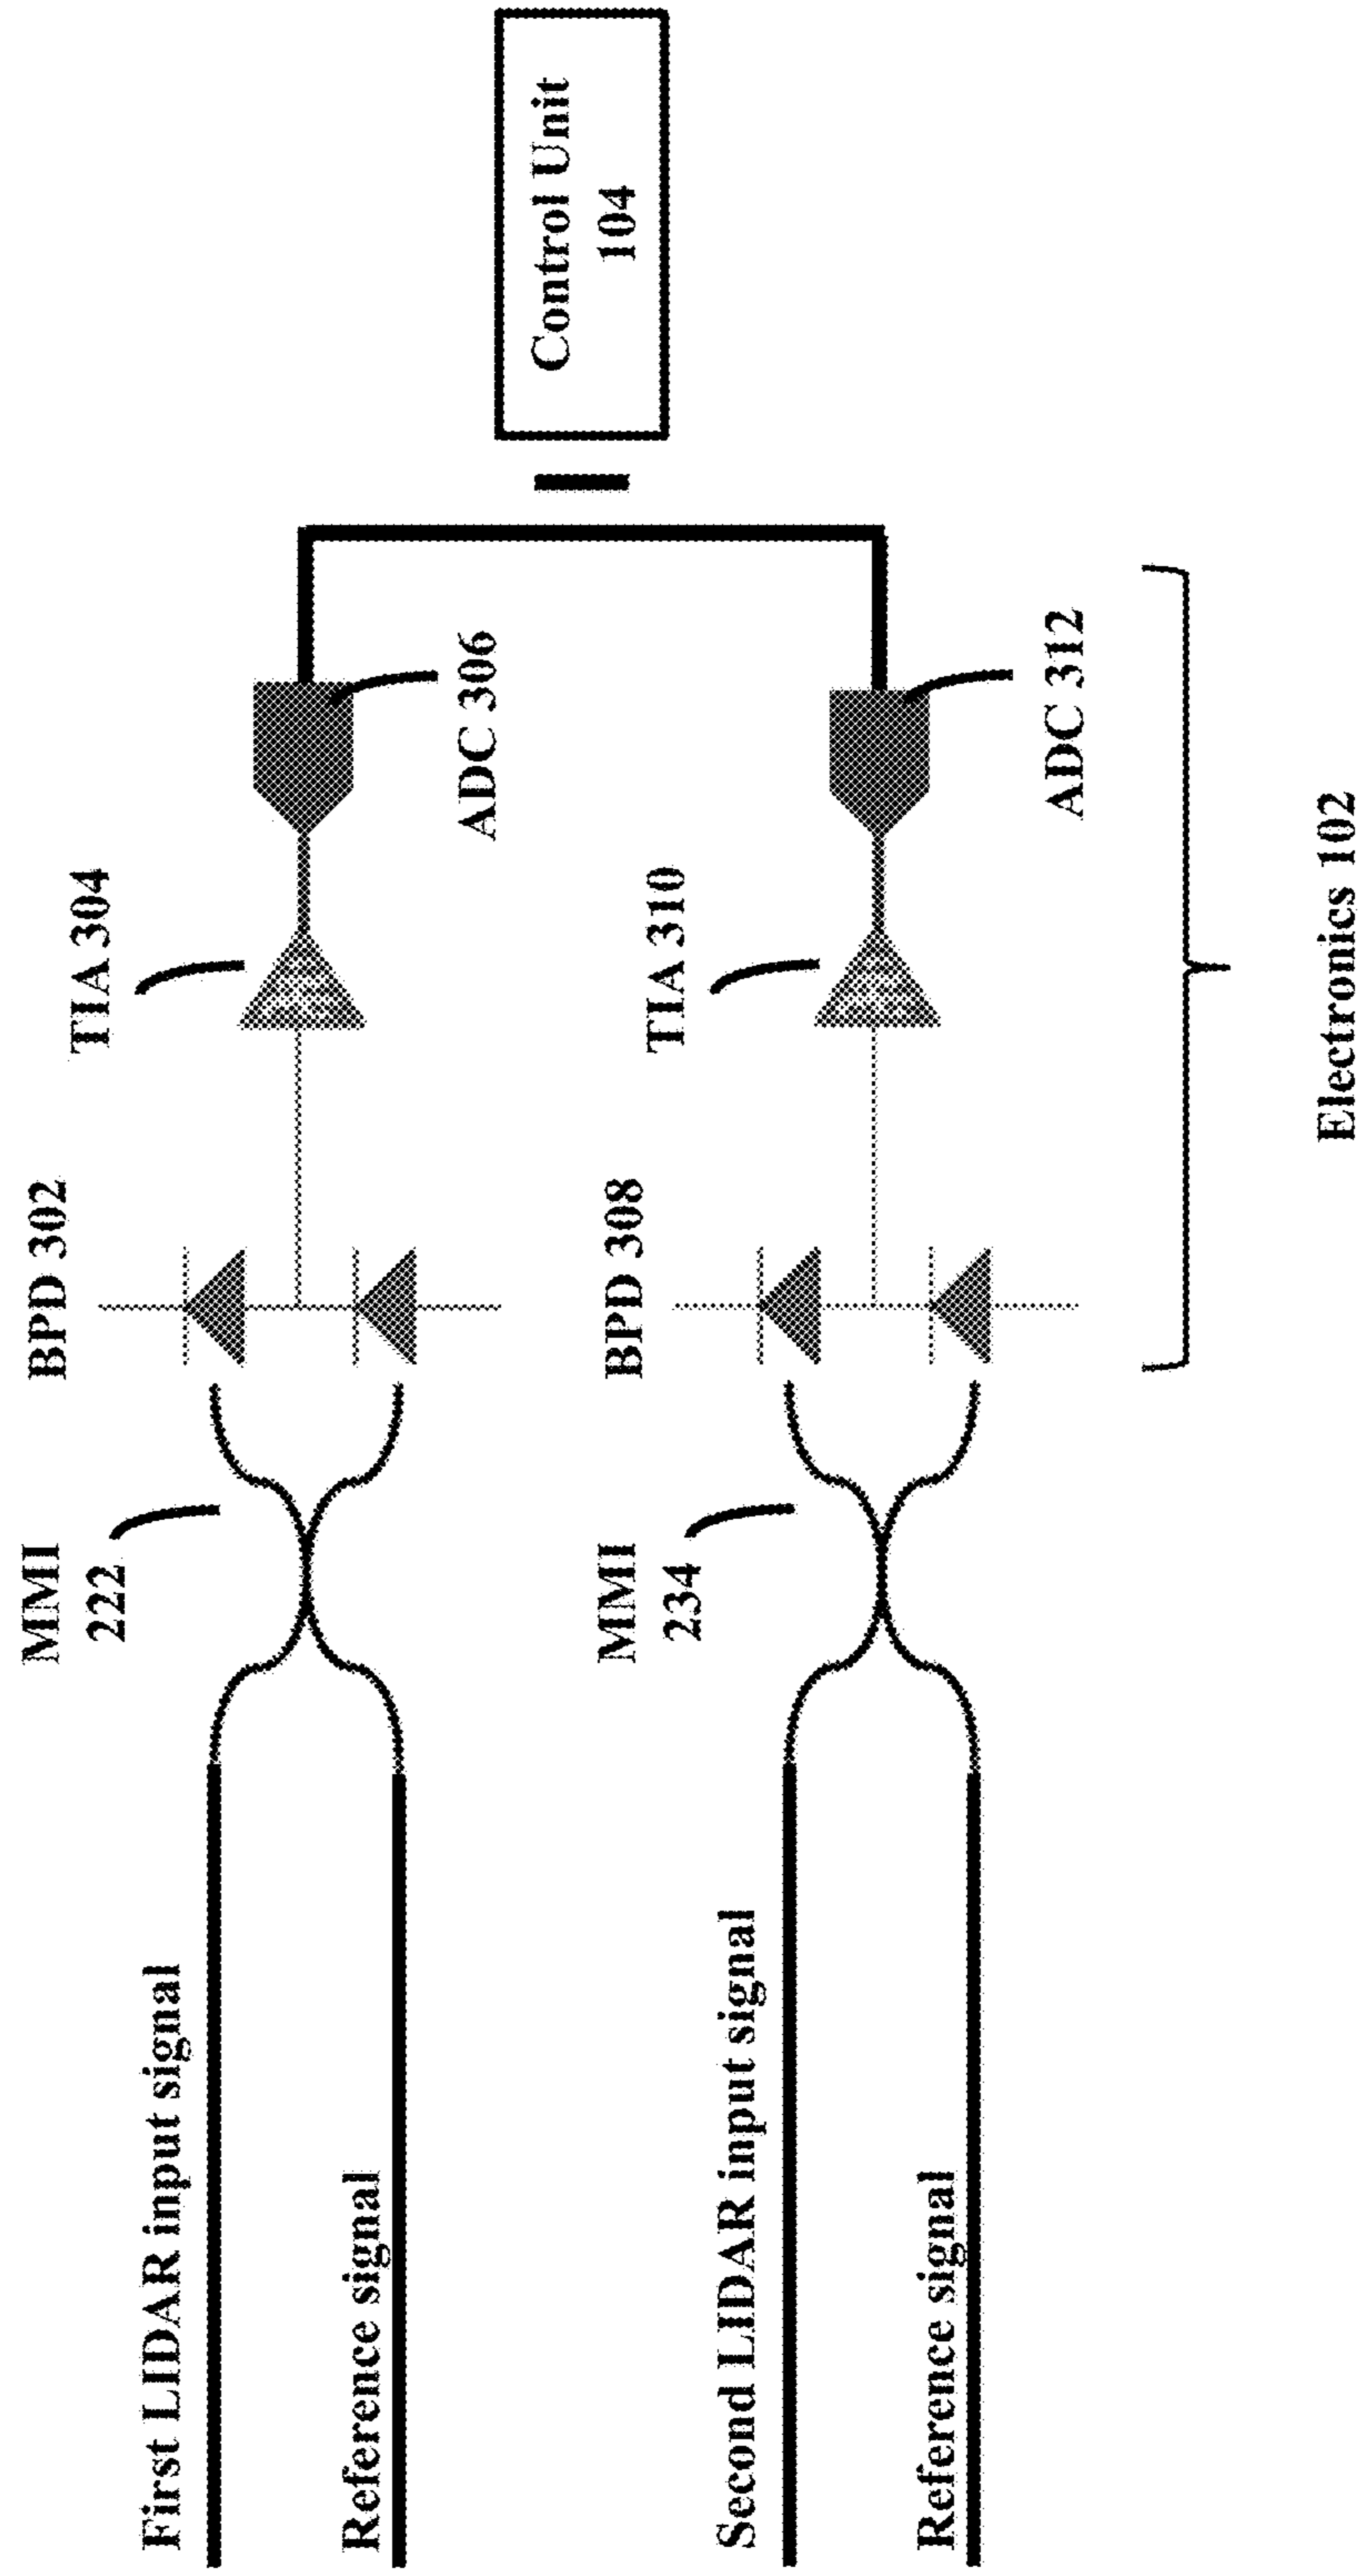 MMI
222
BPD 302
TIA 304
First LIDAR input signal
Reference signal
ADC 306
Control Unit
104
MMI
234
BPD 308
TIA 310
Second LIDAR input signal
Reference signal
ADC 312
Electronics 102